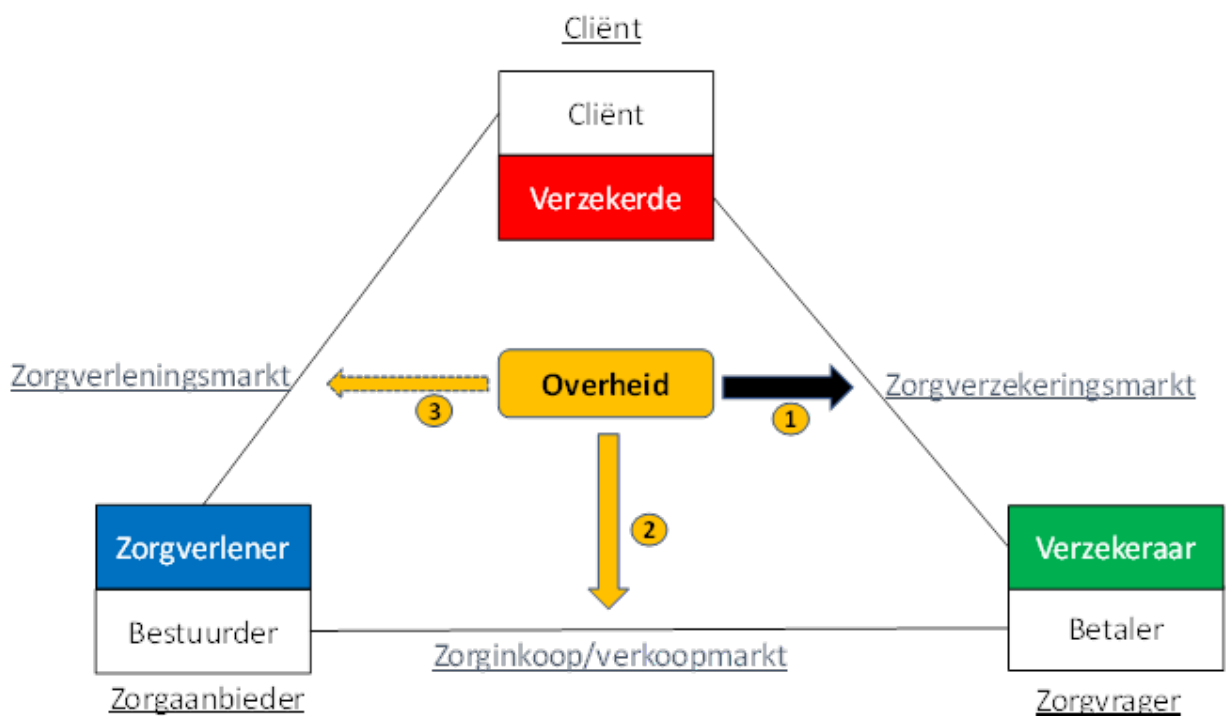 Cliënt
Cliënt
Verzekerde
Zorgverleningsmarkt
Overheid
Zorgverzekeringsmarkt
3
1
2
Zorgverlener
Verzekeraar
Bestuurder
Betaler
Zorginkoop/verkoopmarkt
Zorgaanbieder
Zorgvrager